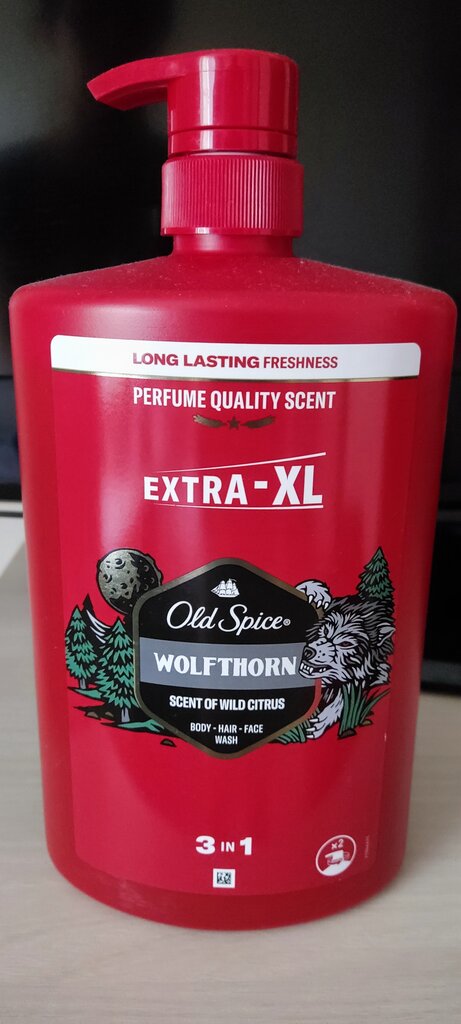 LONG LASTING FRESHNESS
PERFUME QUALITY SCENT
EXTRA-XL
Old Spice®
WOLFTHORN
SCENT OF WILD CITRUS
BODY - HAIR - FACE
WASH
3 IN 1
x2